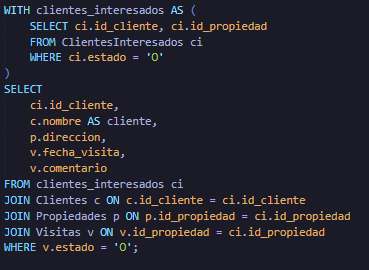 WITH clientes_interesados AS (
    SELECT ci.id_cliente, ci.id_propiedad
    FROM ClientesInteresados ci
    WHERE ci.estado = 'O'
)
SELECT
    ci.id_cliente,
    c.nombre AS cliente,
    p.direccion,
    v.fecha_visita,
    v.comentario
FROM clientes_interesados ci
JOIN Clientes c ON c.id_cliente = ci.id_cliente
JOIN Propiedades p ON p.id_propiedad = ci.id_propiedad
JOIN Visitas v ON v.id_propiedad = ci.id_propiedad
WHERE v.estado = 'O';